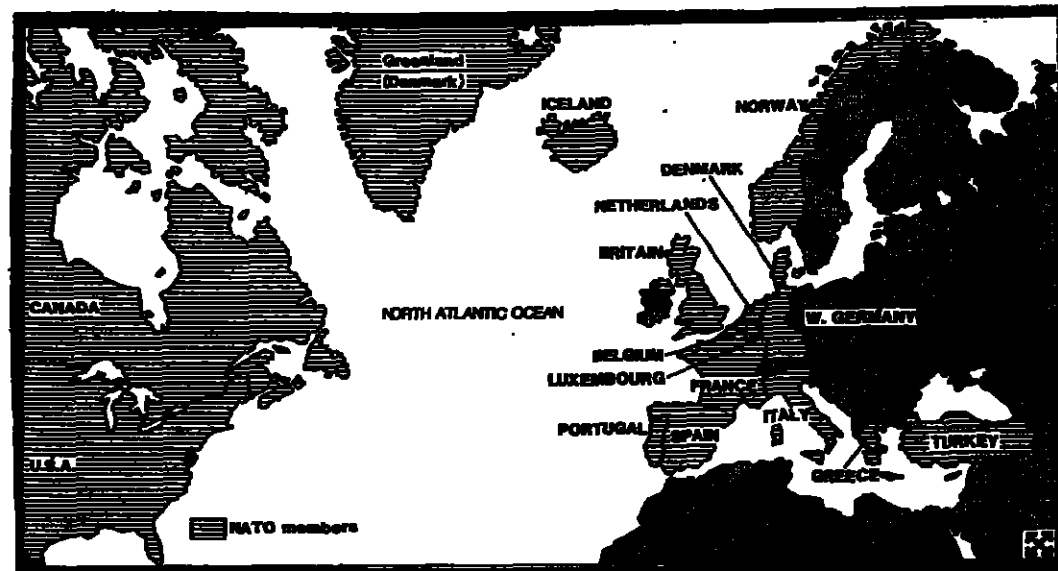 Greenland
(Denmark)
ICELAND
NORWAY
DENMARK
NETHERLANDS
BRITAIN
CANADA
NORTH ATLANTIC OCEAN
W. GERMANY
BELGIUM
LUXEMBOURG
FRANCE
ITALY
PORTUGAL
SPAIN
TURKEY
U.S.A.
GREECE
NATO members